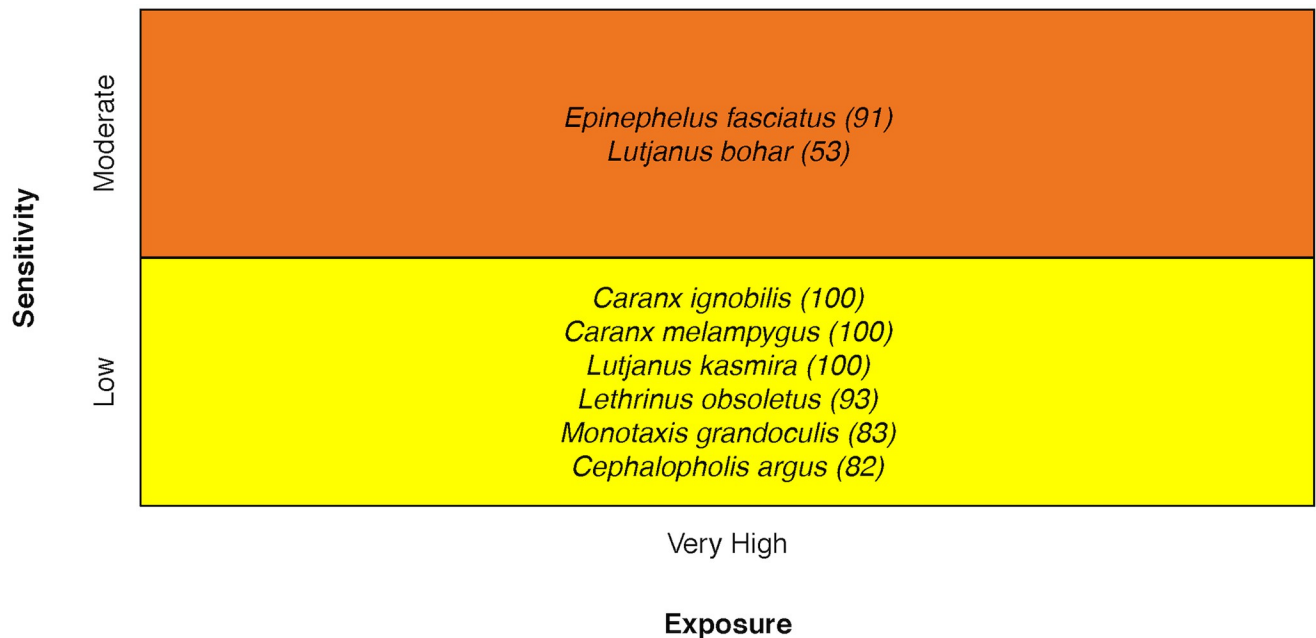 Sensitivity
Moderate
Epinephelus fasciatus (91)
Lutjanus bohar (53)
Low
Caranx ignobilis (100)
Caranx melampygus (100)
Lutjanus kasmira (100)
Lethrinus obsoletus (93)
Monotaxis grandoculis (83)
Cephalopholis argus (82)
Very High
Exposure